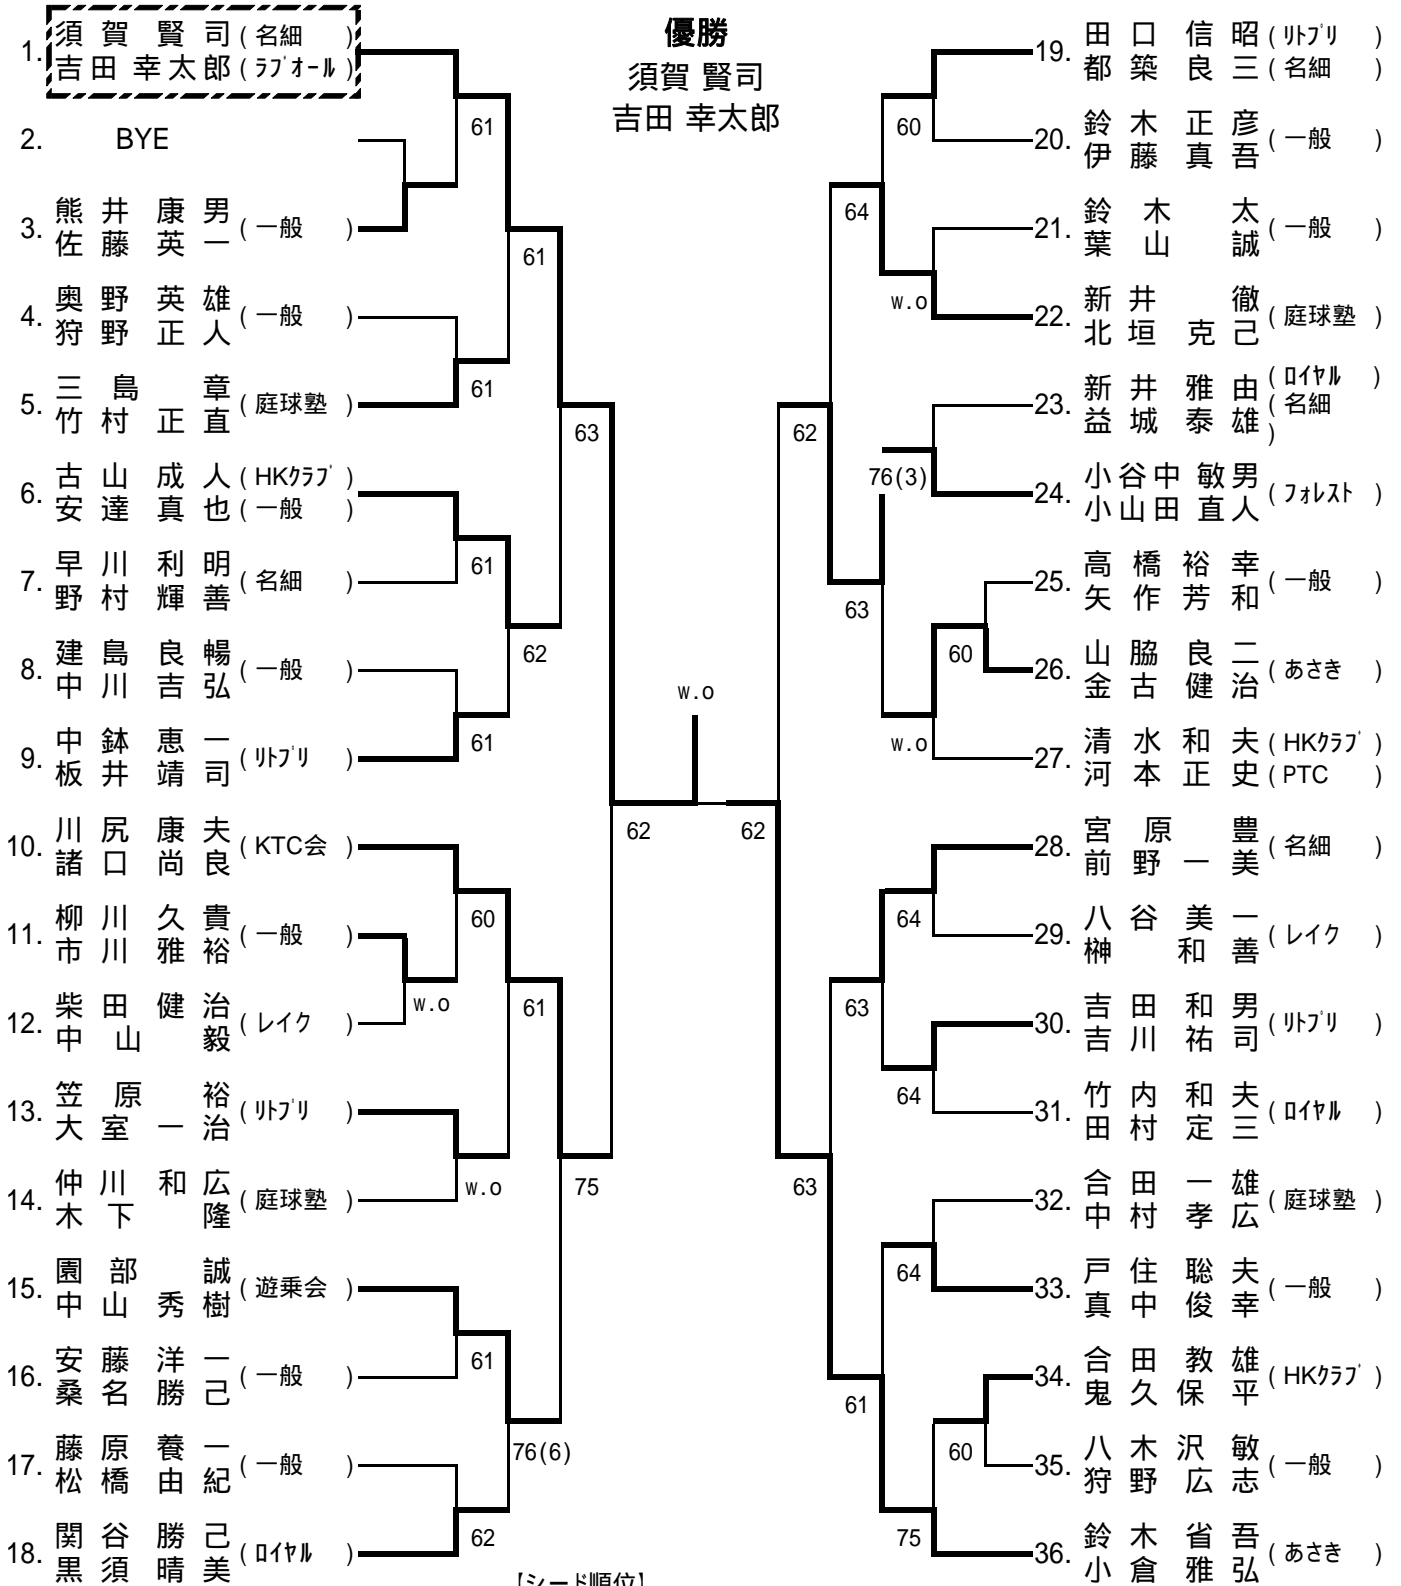 優勝
須賀 賢司
吉田 幸太郎
1. 須賀 賢司 (名細)
吉田 幸太郎 (ラブオール)
2. BYE
3. 熊井 康男 (一般)
佐藤 英一
4. 奥野 英雄 (一般)
狩野 正人
5. 三島 章 (庭球塾)
竹村 正直
6. 古山 成人 (HKクラブ)
安達 真也 (一般)
7. 早川 利明 (名細)
野村 輝善
8. 建島 良暢 (一般)
中川 吉弘
9. 中鉢 恵一 (リトプリ)
板井 靖司
10. 川尻 康夫 (KTC会)
諸口 尚良
11. 柳川 久貴 (一般)
市川 雅裕
12. 柴田 健治 (レイク)
中山 毅
13. 笠原 裕 (リトプリ)
大室 一治
14. 仲川 和広 (庭球塾)
木下 隆
15. 園部 誠 (遊乗会)
中山 秀樹
16. 安藤 洋一 (一般)
桑名 勝己
17. 藤原 養一 (一般)
松橋 由紀
18. 関谷 勝己 (ロイヤル)
黒須 晴美
61
61
61
61
60
w.o
w.o
61
62
61
62
61
76(6)
63
75
62
w.o
62
62
63
64
63
63
61
60
w.o
76(3)
w.o
60
64
64
64
60
75
19. 田口 信昭 (リトプリ)
都築 良三 (名細)
20. 鈴木 正彦 (一般)
伊藤 真吾
21. 鈴木 太 (一般)
葉山 誠
22. 新井 徹 (庭球塾)
北垣 克己
23. 新井 雅由 (ロイヤル)
益城 泰雄 (名細)
24. 小谷中 敏男 (フォレスト)
小山田 直人
25. 高橋 裕幸 (一般)
矢作 芳和
26. 山脇 良二 (あさき)
金古 健治
27. 清水 和夫 (HKクラブ)
河本 正史 (PTC)
28. 宮原 豊 (名細)
前野 一美
29. 八谷 美一 (レイク)
榊 和善
30. 吉田 和男 (リトプリ)
吉川 祐司
31. 竹内 和夫 (ロイヤル)
田村 定三
32. 合田 一雄 (庭球塾)
中村 孝広
33. 戸住 聡夫 (一般)
真中 俊幸
34. 合田 教雄 (HKクラブ)
鬼久保 平
35. 八木沢 敏 (一般)
狩野 広志
36. 鈴木 省吾 (あさき)
小倉 雅弘
【シード順位】